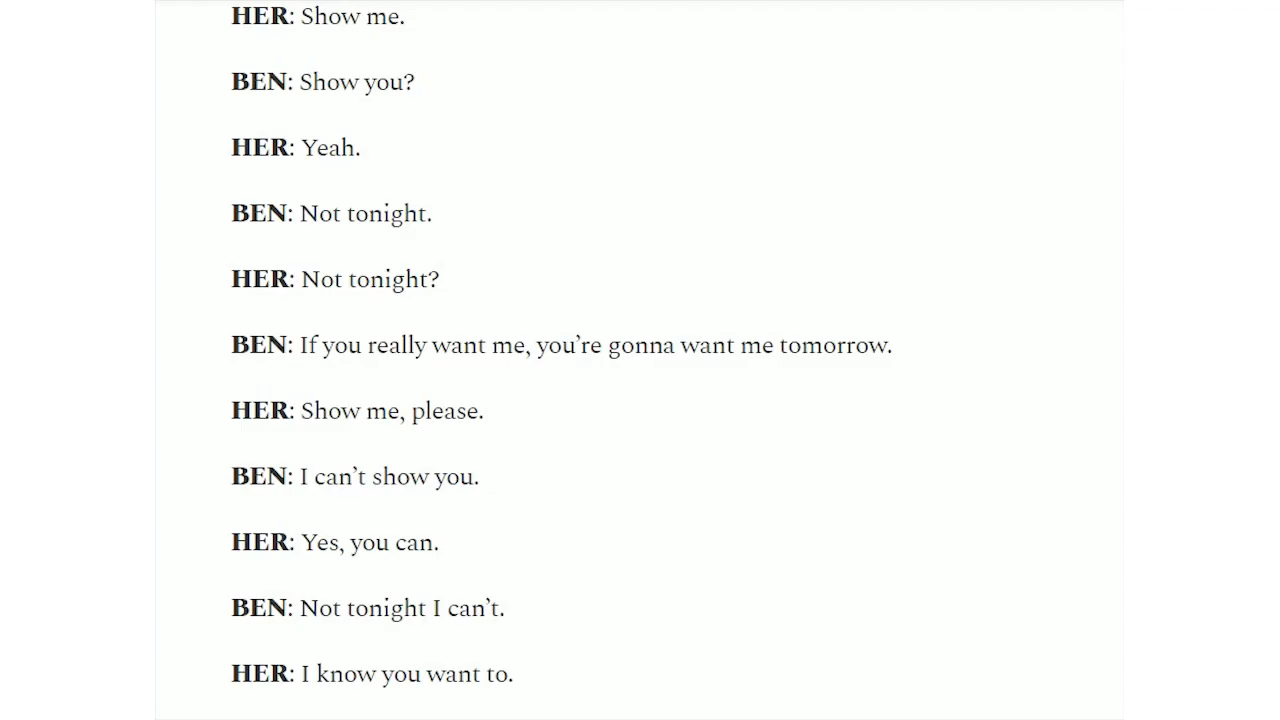 HER: Show me.
BEN: Show you?
HER: Yeah.
BEN: Not tonight.
HER: Not tonight?
BEN: If you really want me, you’re gonna want me tomorrow.
HER: Show me, please.
BEN: I can’t show you.
HER: Yes, you can.
BEN: Not tonight I can’t.
HER: I know you want to.